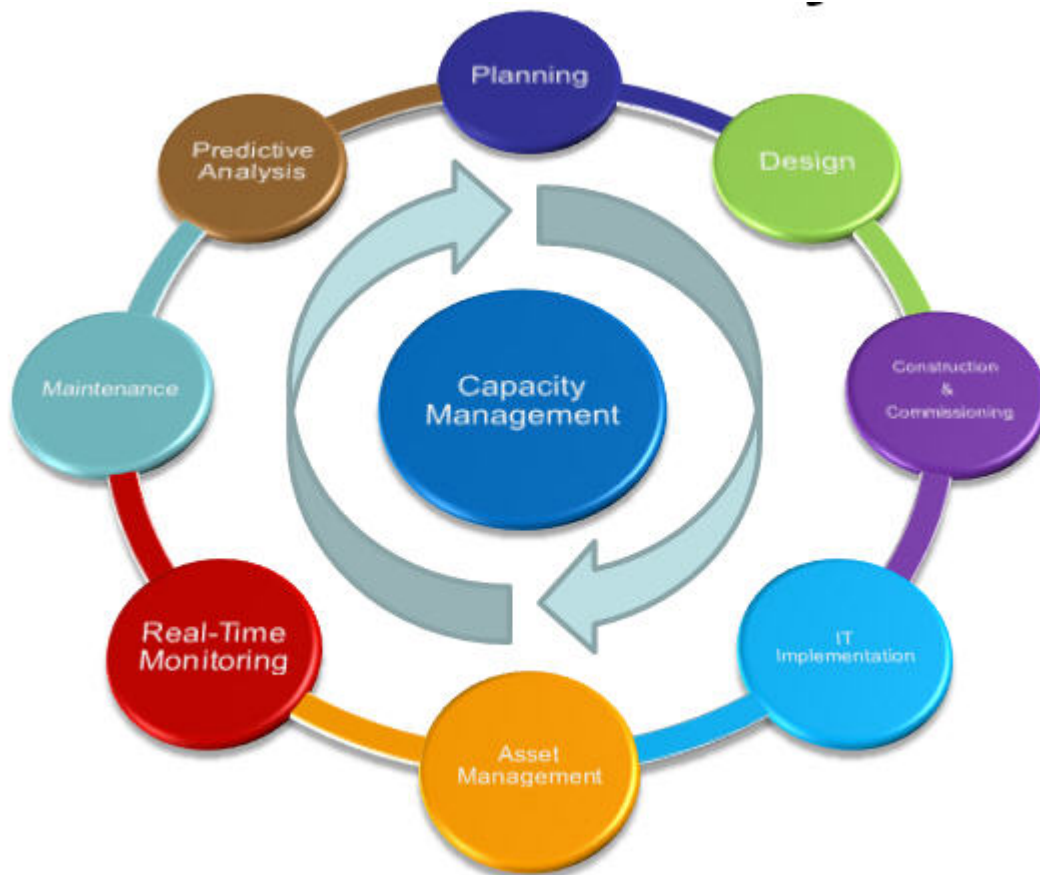 Planning
Design
Construction
&
Commissioning
IT
Implementation
Asset
Management
Real-Time
Monitoring
Maintenance
Predictive
Analysis
Capacity
Management